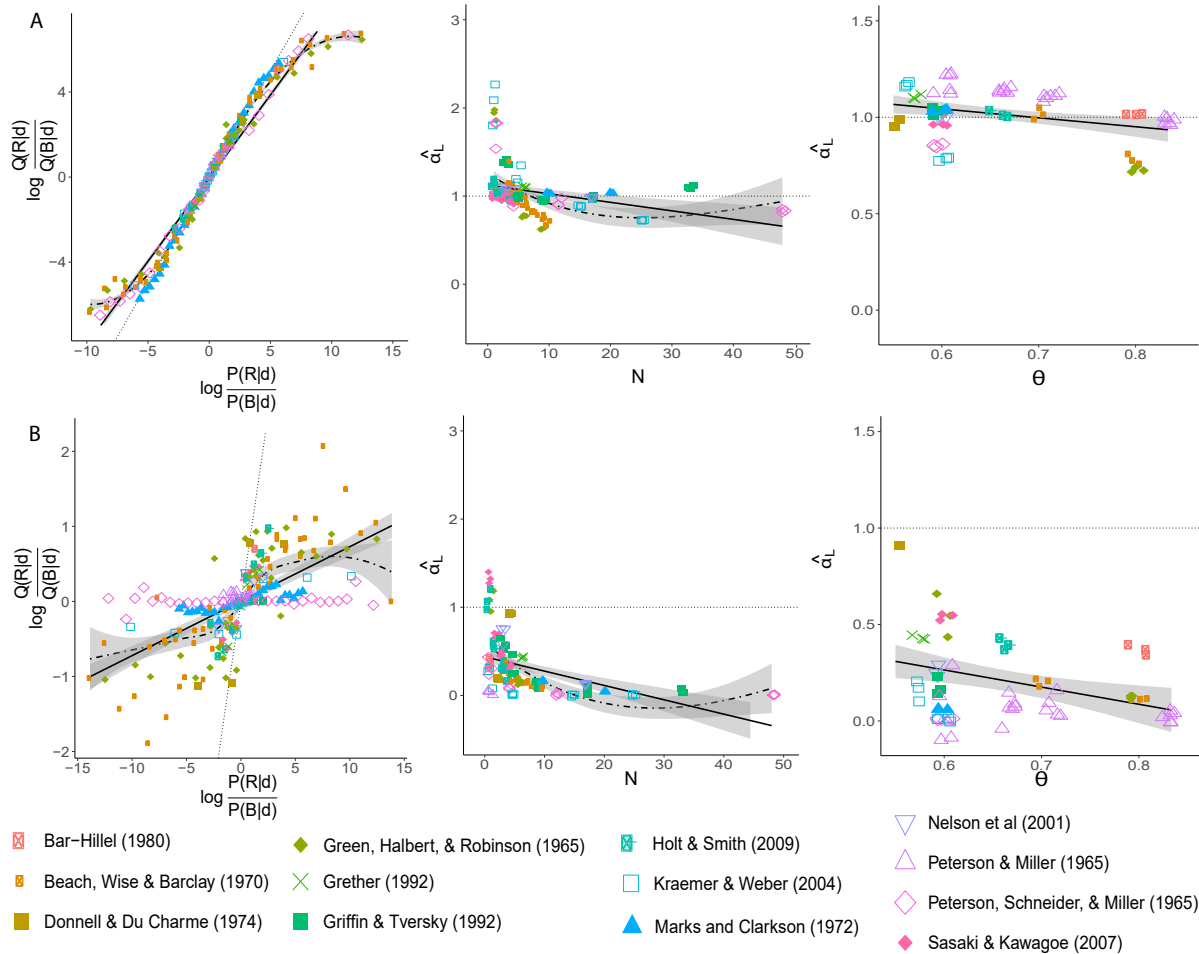 A
log Q(R|d) / Q(B|d)
4
0
−4
−10 −5 0 5 10 15
log P(R|d) / P(B|d)
α̂L
3
2
1
0
0 10 20 30 40 50
N
α̂L
1.5
1.0
0.5
0.0
0.6 0.7 0.8
θ
B
log Q(R|d) / Q(B|d)
2
1
0
−1
−2
−15 −10 −5 0 5 10 15
log P(R|d) / P(B|d)
α̂L
3
2
1
0
0 10 20 30 40 50
N
α̂L
1.5
1.0
0.5
0.0
0.6 0.7 0.8
θ
Bar−Hillel (1980)
Beach, Wise & Barclay (1970)
Donnell & Du Charme (1974)
Green, Halbert, & Robinson (1965)
Grether (1992)
Griffin & Tversky (1992)
Holt & Smith (2009)
Kraemer & Weber (2004)
Marks and Clarkson (1972)
Nelson et al (2001)
Peterson & Miller (1965)
Peterson, Schneider, & Miller (1965)
Sasaki & Kawagoe (2007)